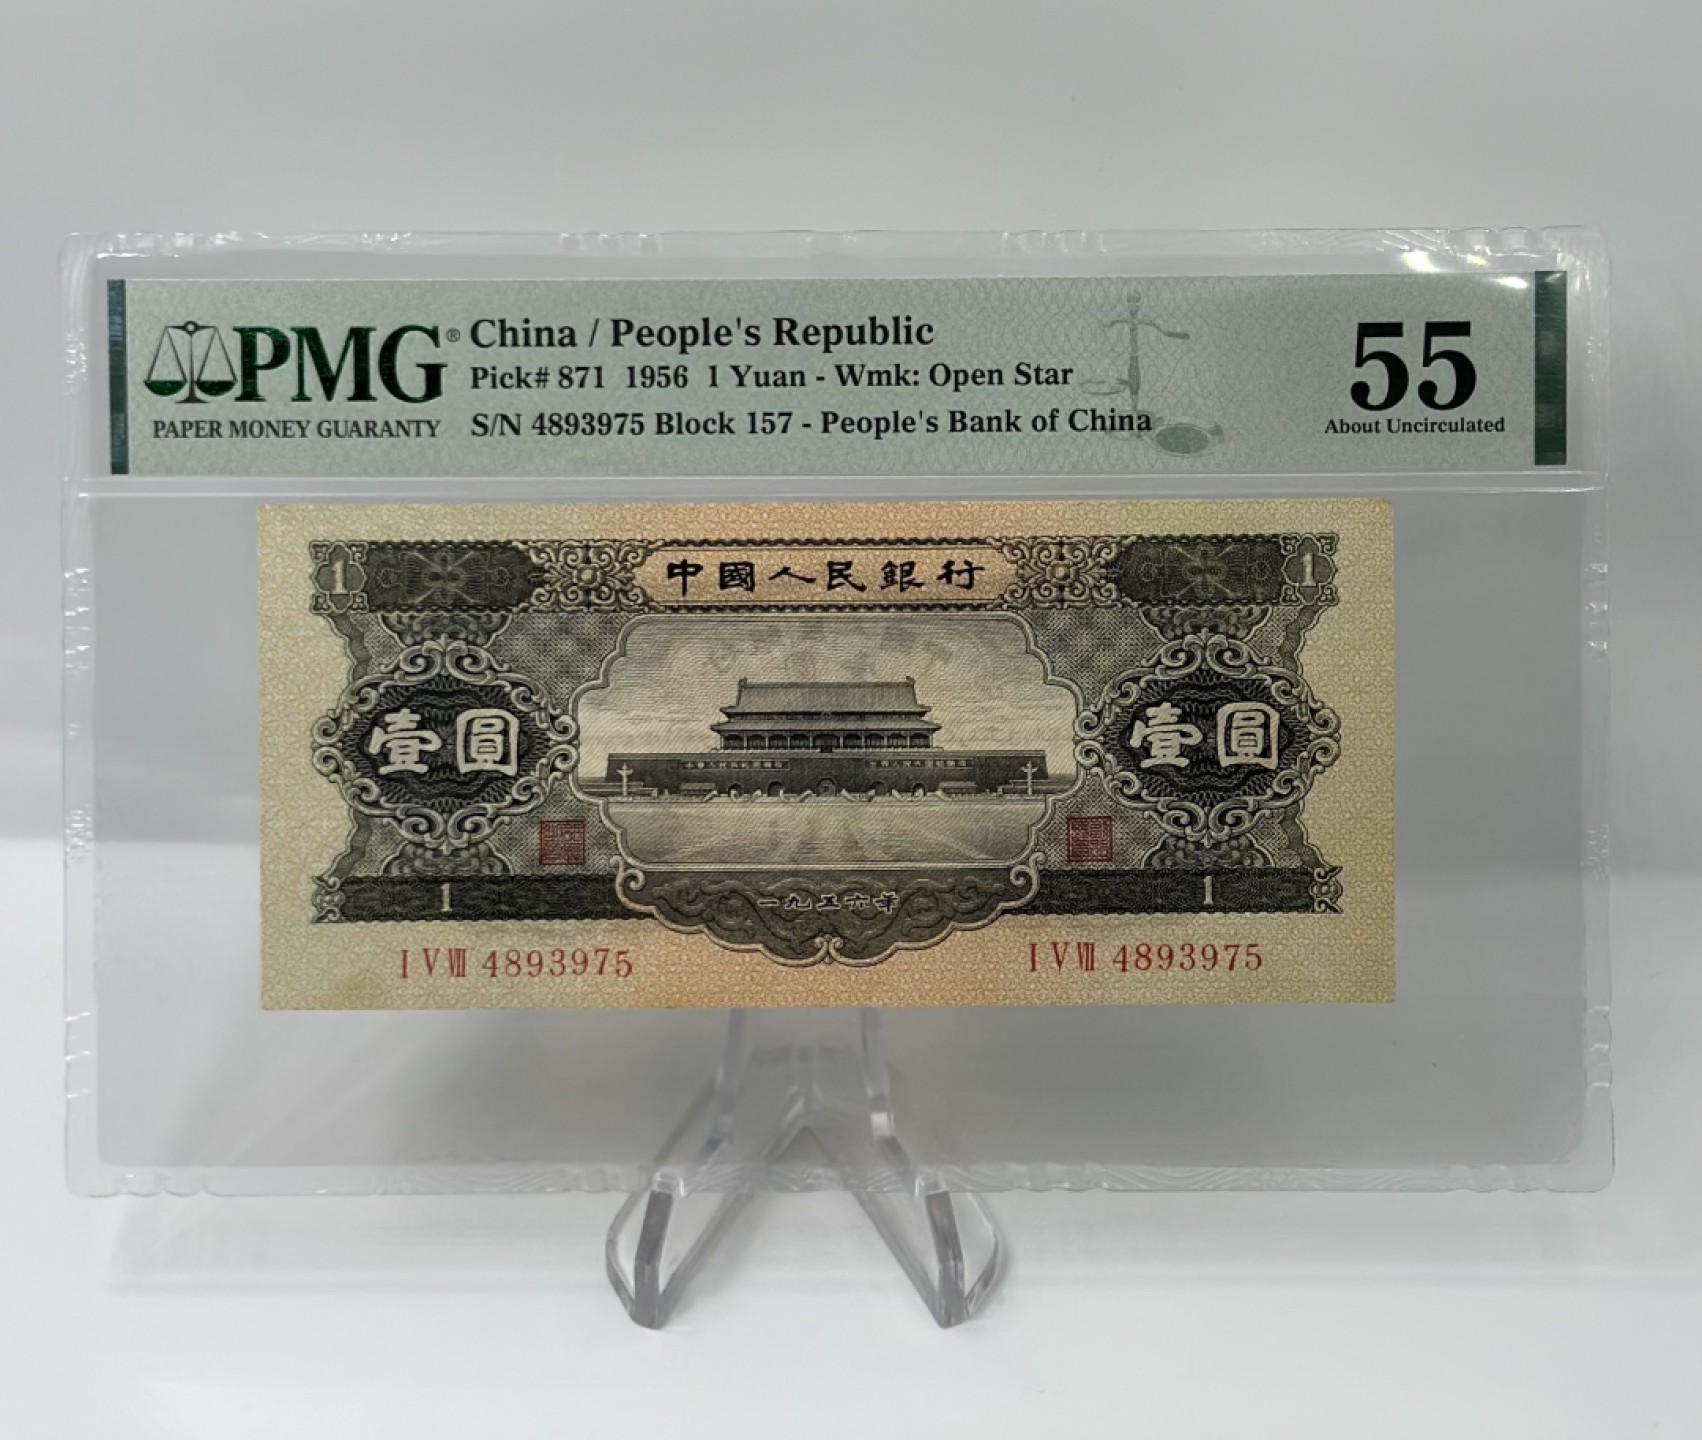 PMG®
PAPER MONEY GUARANTY
China / People's Republic
Pick# 871 1956 1 Yuan - Wmk: Open Star
S/N 4893975 Block 157 - People's Bank of China
55
About Uncirculated
1 中國人民銀行 1
壹圓 壹圓
1 1
一九五六年
I V VII 4893975 I V VII 4893975